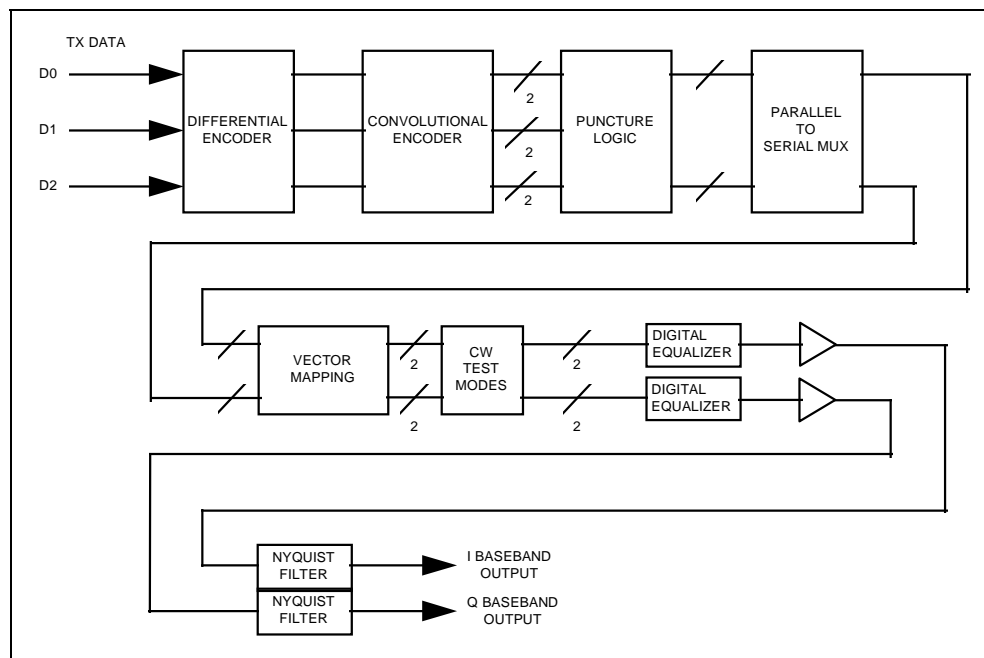 TX DATA
D0
D1
D2
DIFFERENTIAL
ENCODER
CONVOLUTIONAL
ENCODER
2
2
2
PUNCTURE
LOGIC
PARALLEL
TO
SERIAL MUX
VECTOR
MAPPING
2
2
CW
TEST
MODES
2
2
DIGITAL
EQUALIZER
DIGITAL
EQUALIZER
NYQUIST
FILTER
I BASEBAND
OUTPUT
NYQUIST
FILTER
Q BASEBAND
OUTPUT